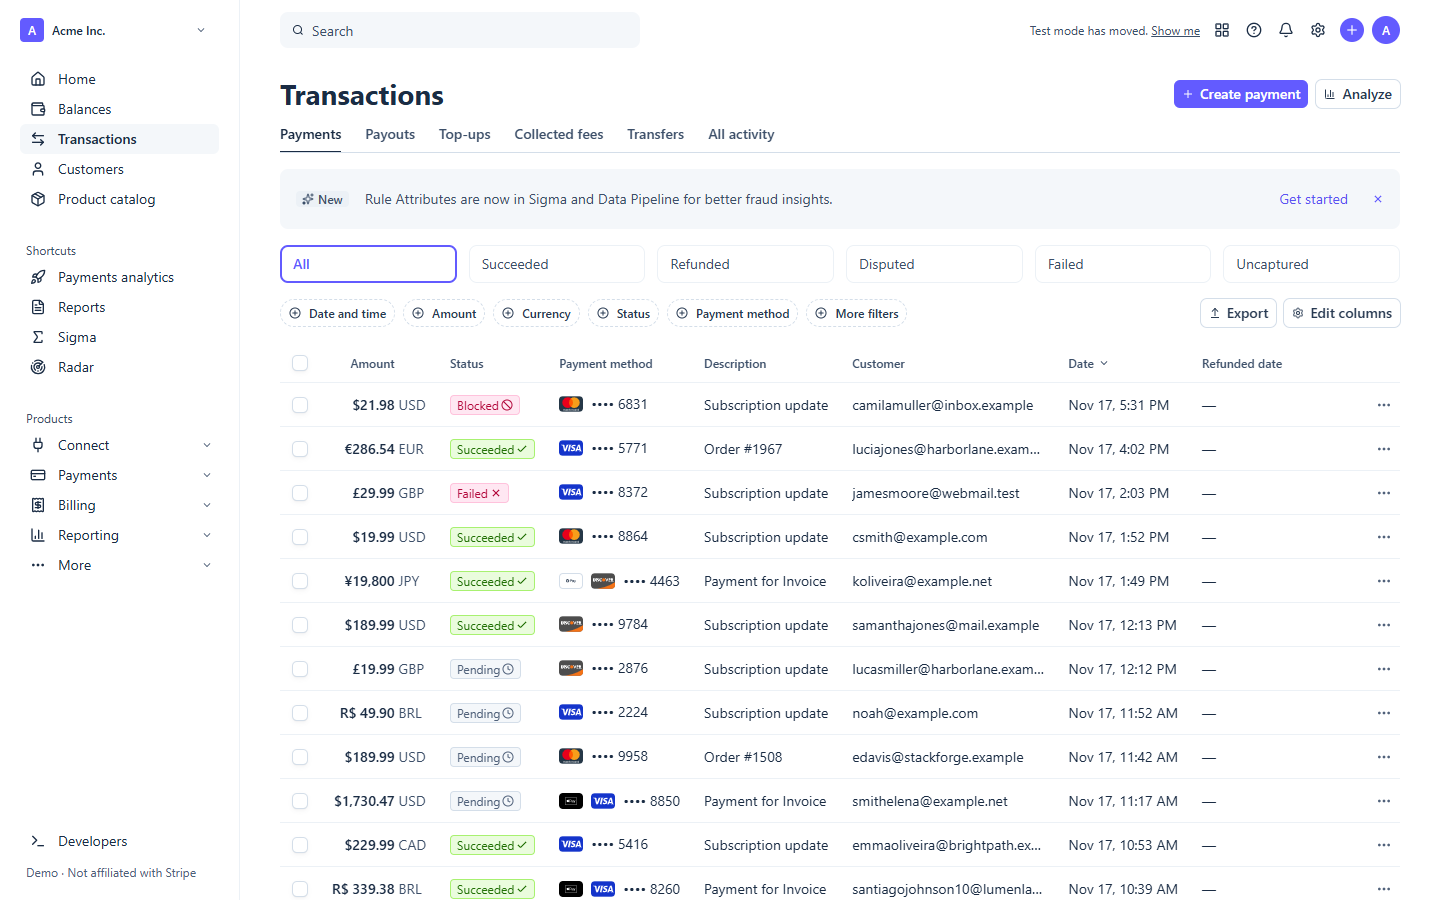 A Acme Inc.
Search
Test mode has moved. Show me
A
Home
Balances
Transactions
Customers
Product catalog
Shortcuts
Payments analytics
Reports
Sigma
Radar
Products
Connect
Payments
Billing
Reporting
More
Developers
Demo · Not affiliated with Stripe
Transactions
Create payment
Analyze
Payments Payouts Top-ups Collected fees Transfers All activity
New Rule Attributes are now in Sigma and Data Pipeline for better fraud insights. Get started
All Succeeded Refunded Disputed Failed Uncaptured
Date and time Amount Currency Status Payment method More filters Export Edit columns
Amount Status Payment method Description Customer Date Refunded date
$21.98 USD Blocked •••• 6831 Subscription update camilamuller@inbox.example Nov 17, 5:31 PM —
€286.54 EUR Succeeded VISA •••• 5771 Order #1967 luciajones@harborlane.exam... Nov 17, 4:02 PM —
£29.99 GBP Failed VISA •••• 8372 Subscription update jamesmoore@webmail.test Nov 17, 2:03 PM —
$19.99 USD Succeeded •••• 8864 Subscription update csmith@example.com Nov 17, 1:52 PM —
¥19,800 JPY Succeeded G Pay DISCOVER •••• 4463 Payment for Invoice koliveira@example.net Nov 17, 1:49 PM —
$189.99 USD Succeeded DISCOVER •••• 9784 Subscription update samanthajones@mail.example Nov 17, 12:13 PM —
£19.99 GBP Pending DISCOVER •••• 2876 Subscription update lucasmiller@harborlane.exam... Nov 17, 12:12 PM —
R$ 49.90 BRL Pending VISA •••• 2224 Subscription update noah@example.com Nov 17, 11:52 AM —
$189.99 USD Pending •••• 9958 Order #1508 edavis@stackforge.example Nov 17, 11:42 AM —
$1,730.47 USD Pending Pay VISA •••• 8850 Payment for Invoice smithelena@example.net Nov 17, 11:17 AM —
$229.99 CAD Succeeded VISA •••• 5416 Subscription update emmaoliveira@brightpath.ex... Nov 17, 10:53 AM —
R$ 339.38 BRL Succeeded Pay VISA •••• 8260 Payment for Invoice santiagojohnson10@lumenla... Nov 17, 10:39 AM —